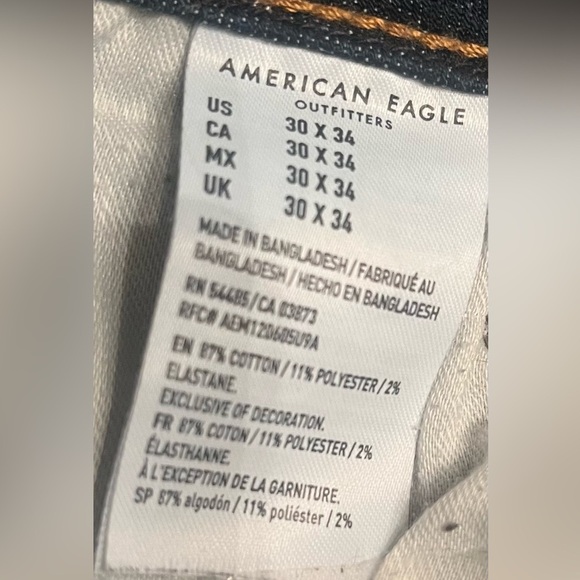 AMERICAN EAGLE
OUTFITTERS
US 30 X 34
CA 30 X 34
MX 30 X 34
UK 30 X 34
MADE IN BANGLADESH / FABRIQUÉ AU
BANGLADESH / HECHO EN BANGLADESH
RN 54485 / CA 03873
RFC# AEM120605U9A
EN 87% COTTON / 11% POLYESTER / 2%
ELASTANE.
EXCLUSIVE OF DECORATION.
FR 87% COTON / 11% POLYESTER / 2%
ÉLASTHANNE.
À L'EXCEPTION DE LA GARNITURE.
SP 87% algodón / 11% poliéster / 2%